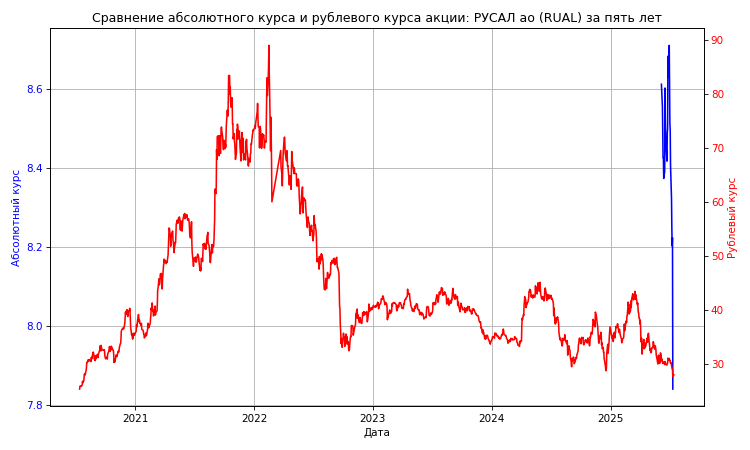 Сравнение абсолютного курса и рублевого курса акции: РУСАЛ ао (RUAL) за пять лет
Абсолютный курс
8.6
8.4
8.2
8.0
7.8
90
80
70
60
50
40
30
Рублевый курс
2021 2022 2023 2024 2025
Дата